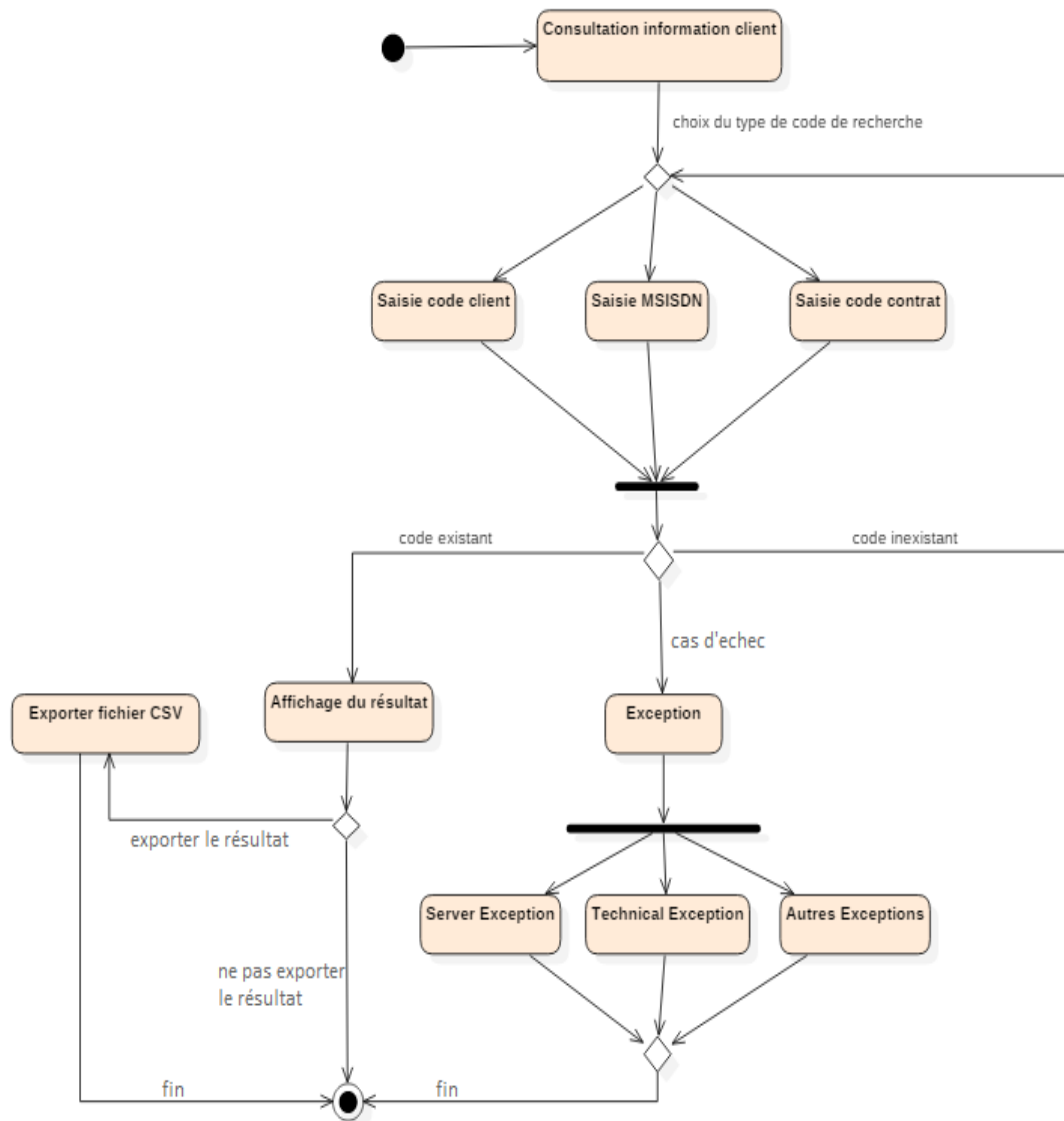 Consultation information client
choix du type de code de recherche
Saisie code client
Saisie MSISDN
Saisie code contrat
code existant
code inexistant
cas d'echec
Exporter fichier CSV
Affichage du résultat
Exception
exporter le résultat
Server Exception
Technical Exception
Autres Exceptions
ne pas exporter
le résultat
fin
fin